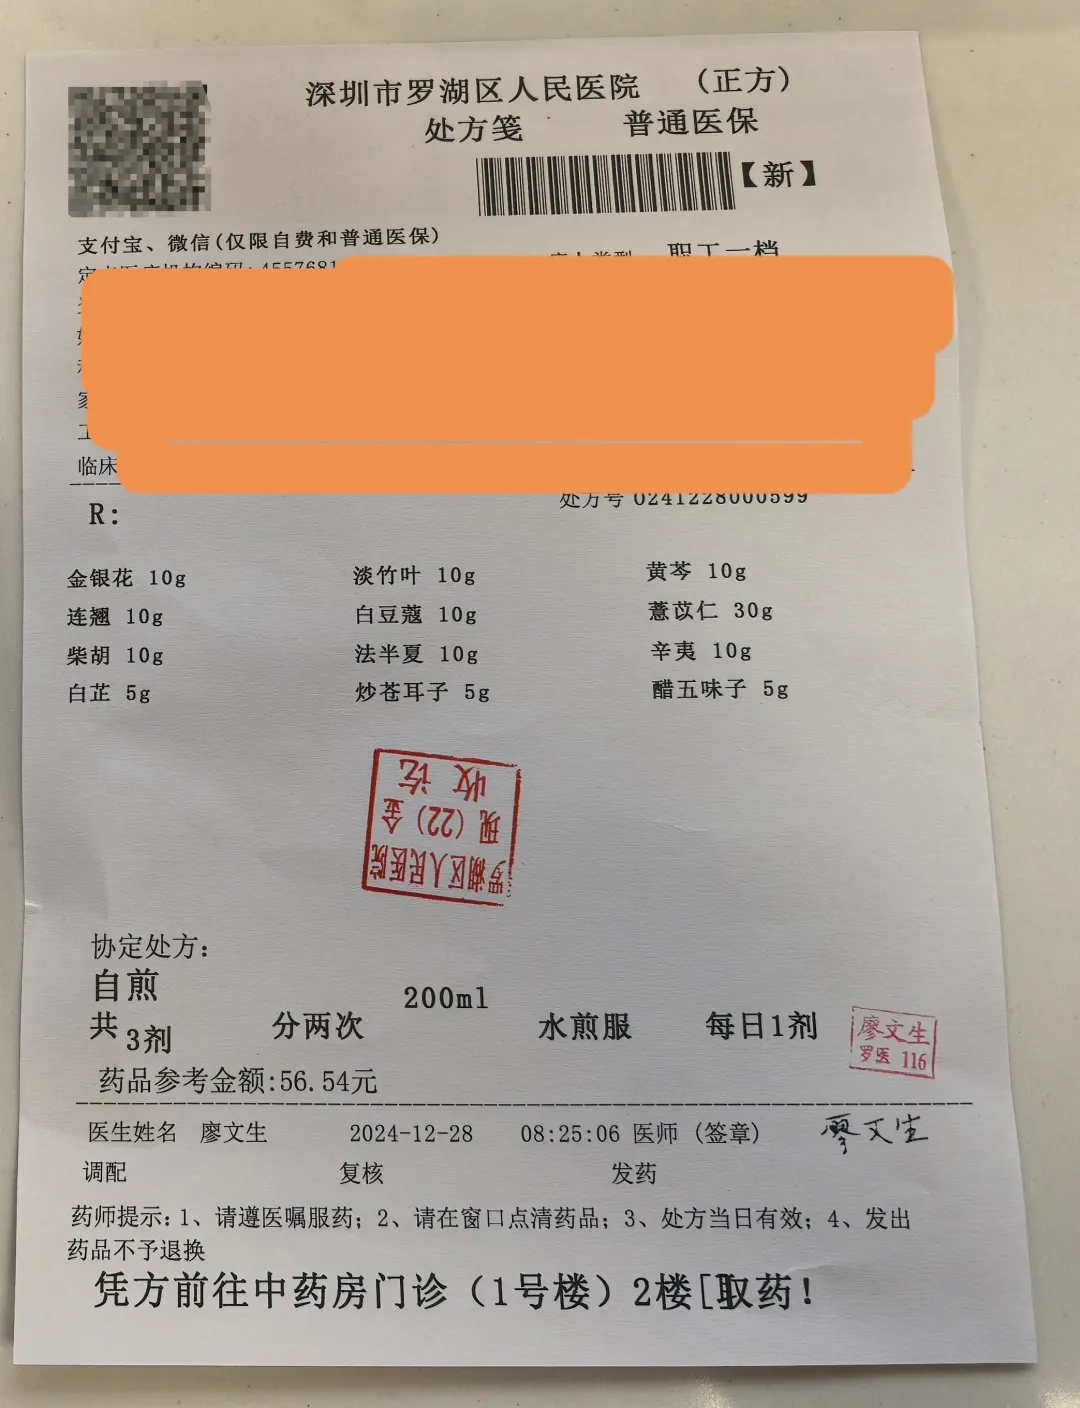 深圳市罗湖区人民医院 （正方）
处方笺 普通医保
【新】
支付宝、微信(仅限自费和普通医保)
职工一档
临床
处方号 0241228000599
R:
金银花 10g 淡竹叶 10g 黄芩 10g
连翘 10g 白豆蔻 10g 薏苡仁 30g
柴胡 10g 法半夏 10g 辛夷 10g
白芷 5g 炒苍耳子 5g 醋五味子 5g
罗湖区人民医院
现（22）金
收讫
协定处方:
自煎 200ml
共 3剂 分两次 水煎服 每日1剂
廖文生
罗医 116
药品参考金额:56.54元
医生姓名 廖文生 2024-12-28 08:25:06 医师 (签章) 廖文生
调配 复核 发药
药师提示:1、请遵医嘱服药; 2、请在窗口点清药品; 3、处方当日有效; 4、发出
药品不予退换
凭方前往中药房门诊（1号楼）2楼[取药!